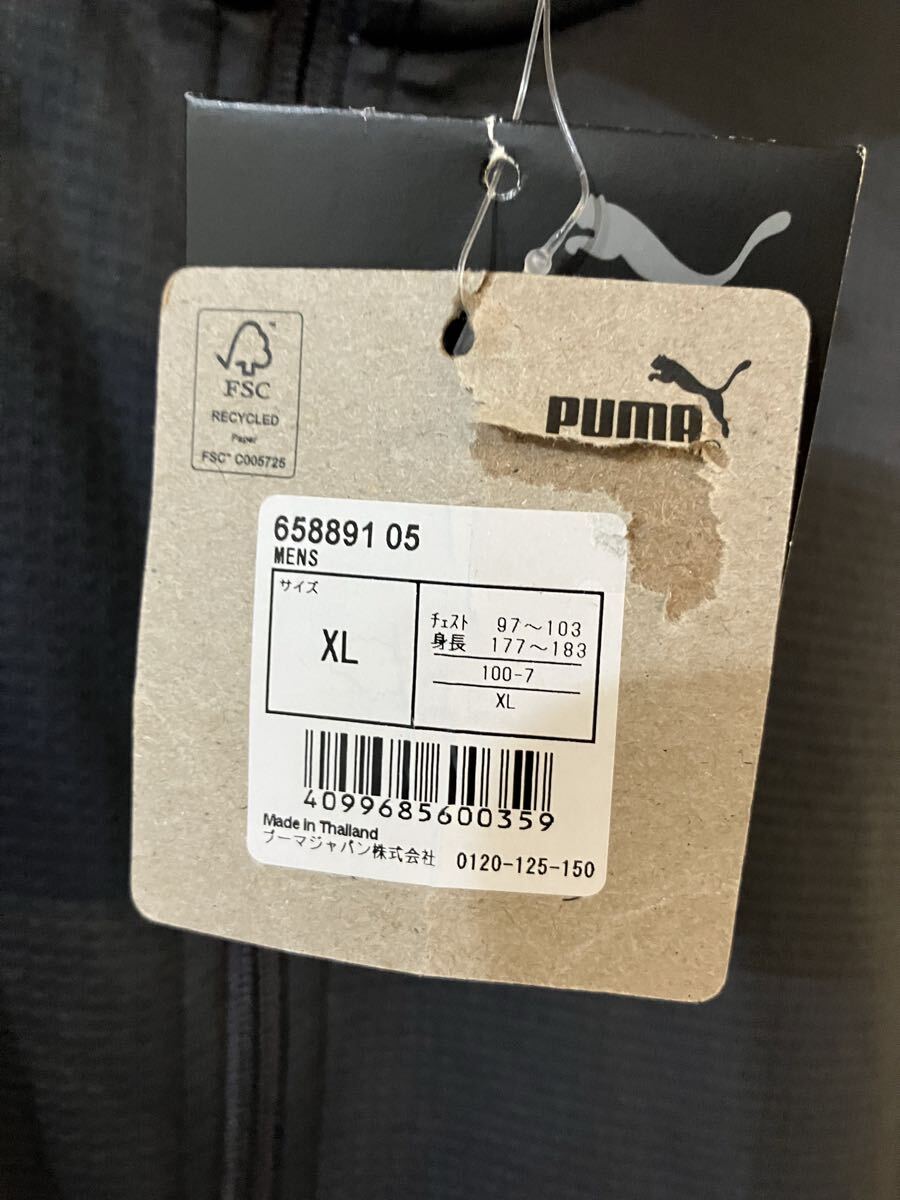 FSC
RECYCLED
Paper
FSC™ C005725
PUMA
658891 05
MENS
サイズ
XL
チェスト 97～103
身長 177～183
100-7
XL
4099685600359
Made in Thailand
プーマジャパン株式会社 0120-125-150